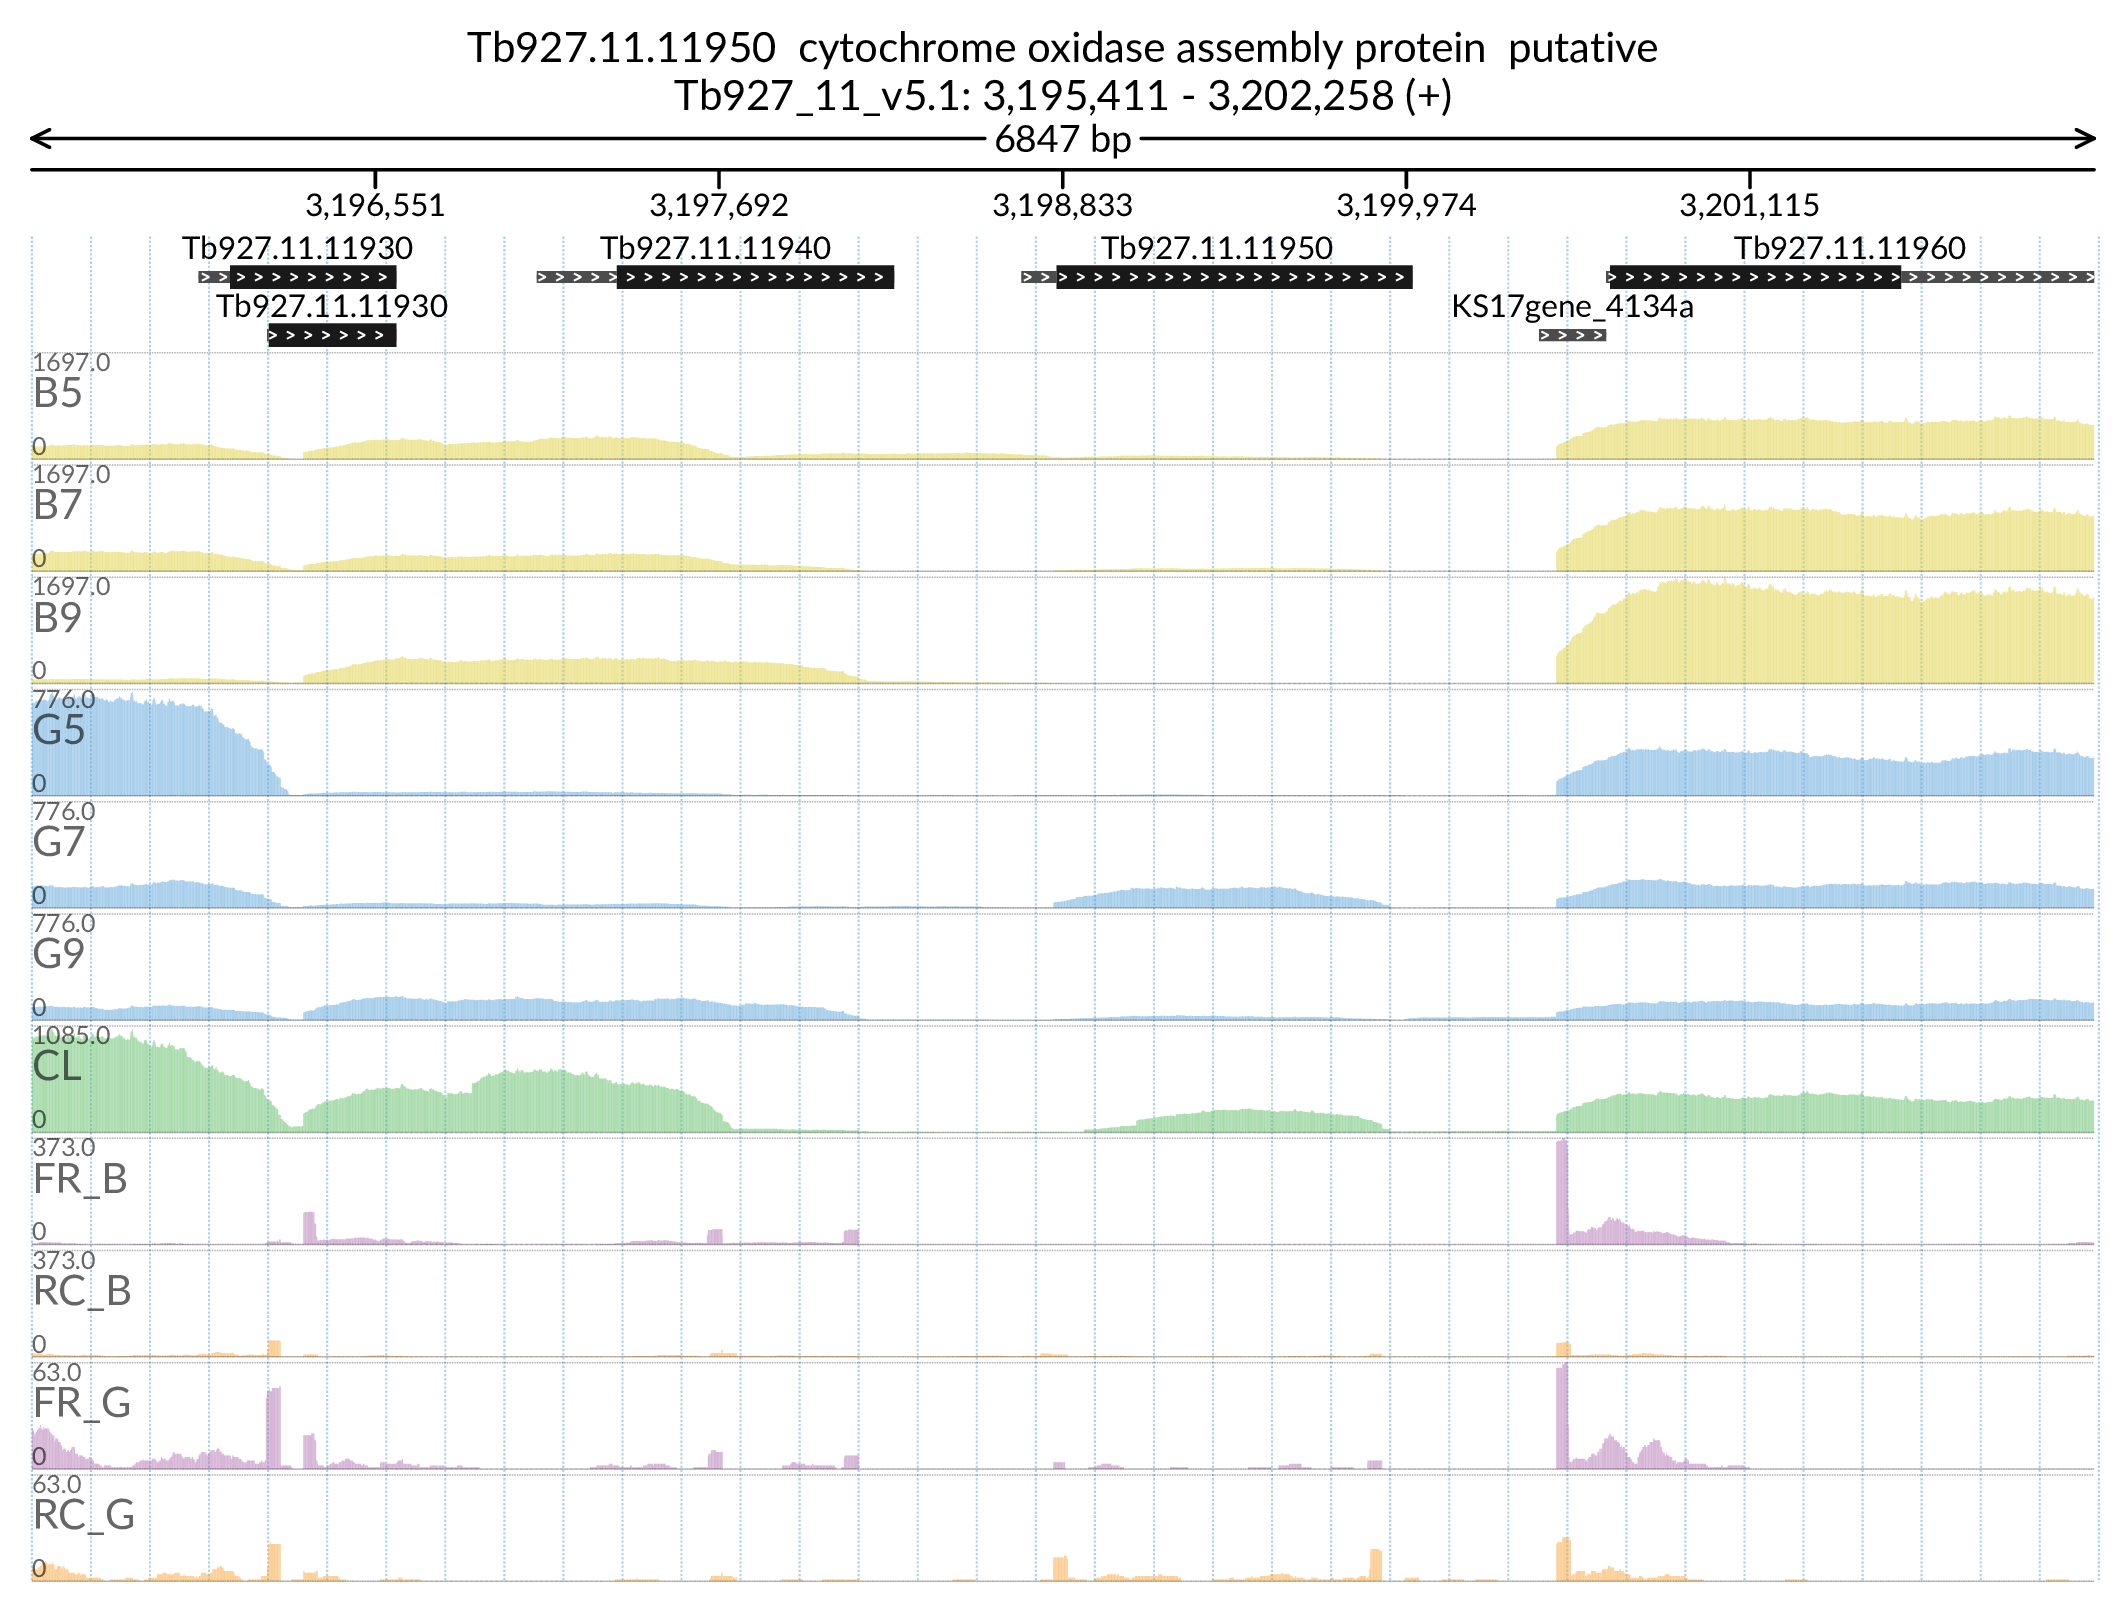 Tb927.11.11950  cytochrome oxidase assembly protein  putative
Tb927_11_v5.1: 3,195,411 - 3,202,258 (+)
6847 bp
3,196,551 3,197,692 3,198,833 3,199,974 3,201,115
Tb927.11.11930 Tb927.11.11940 Tb927.11.11950 Tb927.11.11960
Tb927.11.11930 KS17gene_4134a
1697.0
B5
0
1697.0
B7
0
1697.0
B9
0
776.0
G5
0
776.0
G7
0
776.0
G9
0
1085.0
CL
0
373.0
FR_B
0
373.0
RC_B
0
63.0
FR_G
0
63.0
RC_G
0